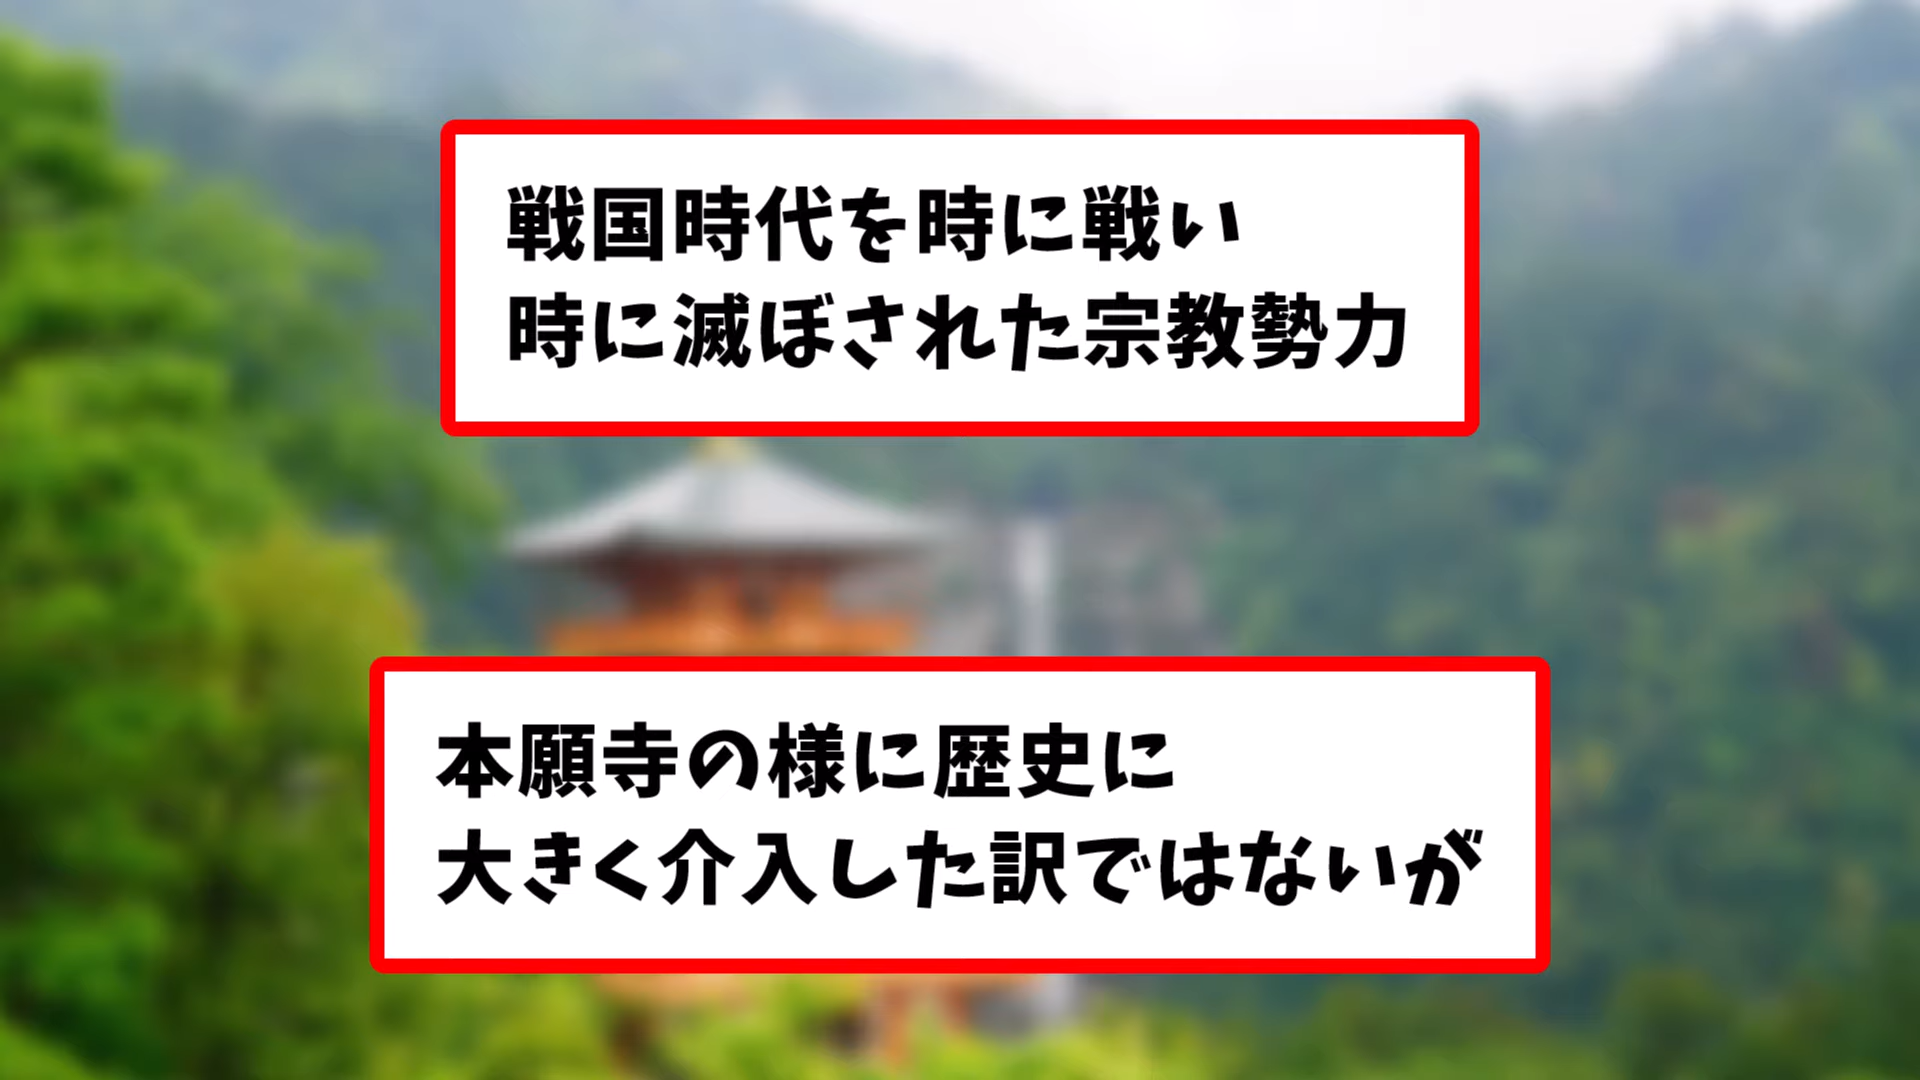 戦国時代を時に戦い
時に滅ぼされた宗教勢力
本願寺の様に歴史に
大きく介入した訳ではないが